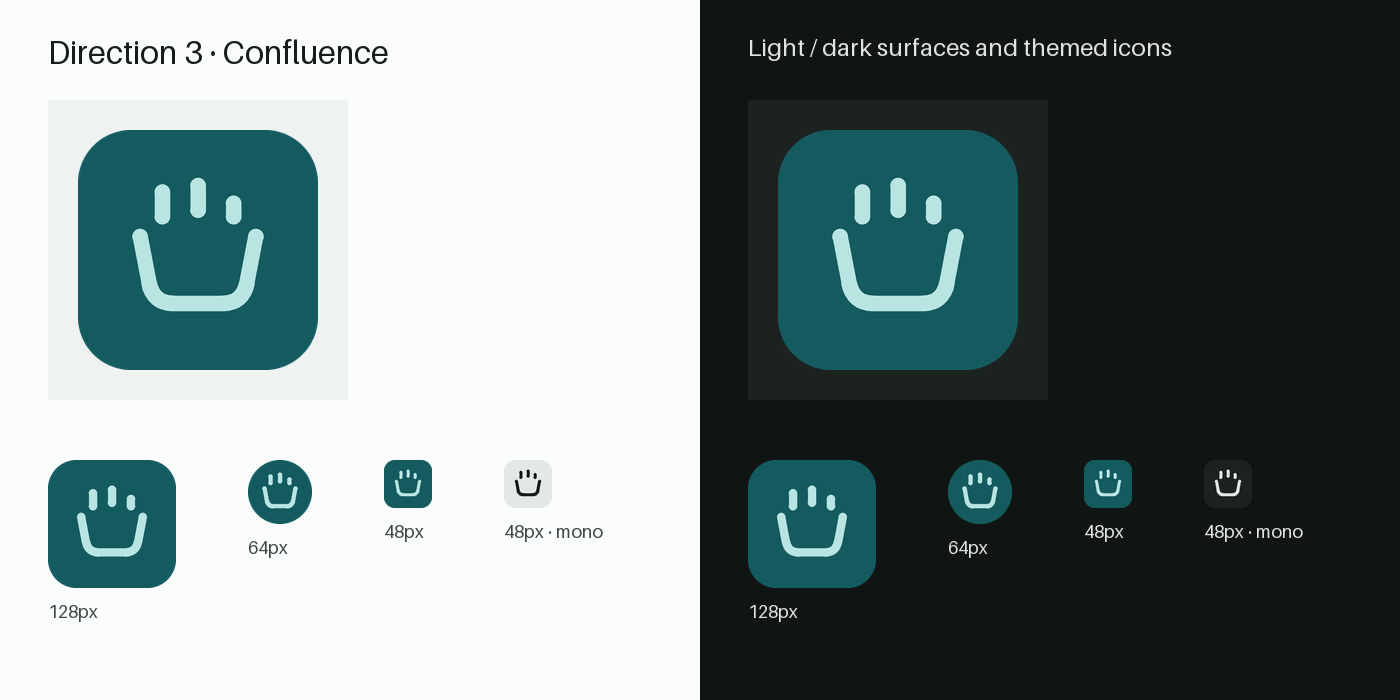 Direction 3 · Confluence
64px
48px
48px · mono
128px
Light / dark surfaces and themed icons
64px
48px
48px · mono
128px